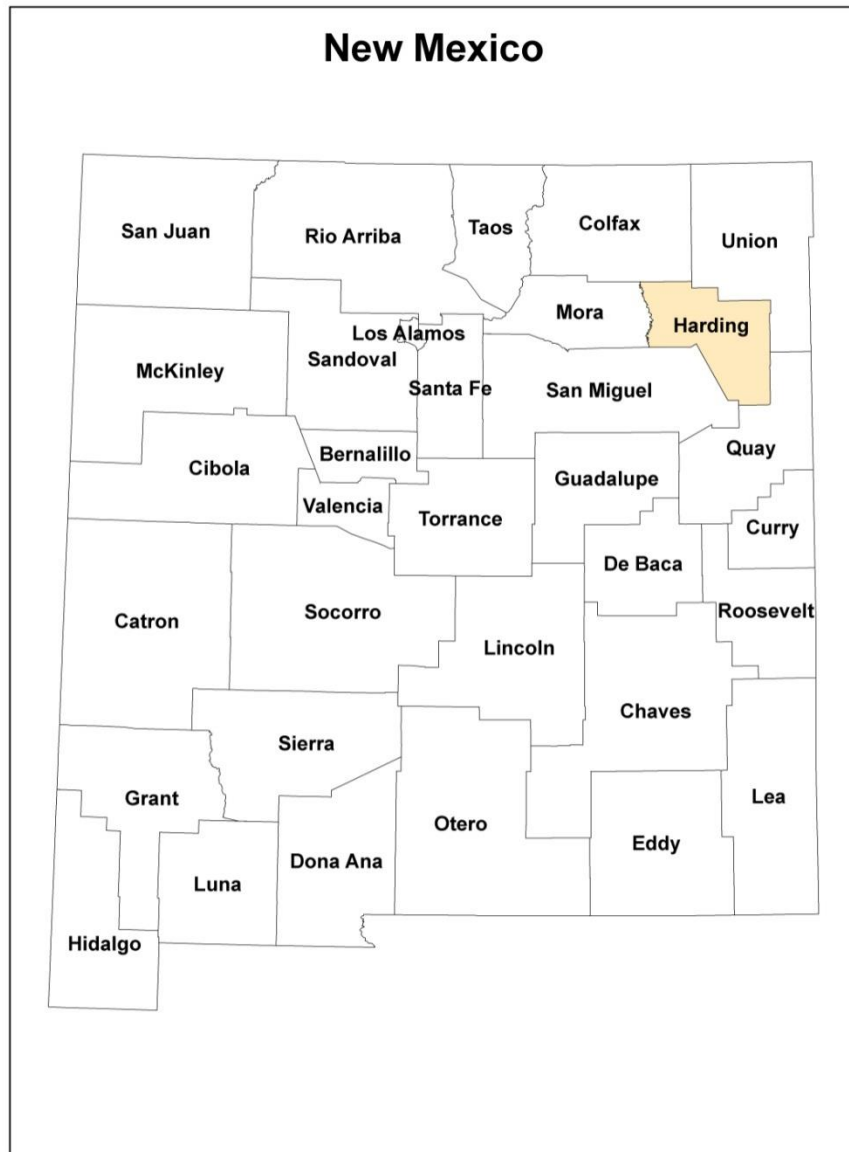 New Mexico
San Juan
Rio Arriba
Taos
Colfax
Union
Mora
Harding
Los Alamos
Sandoval
McKinley
Santa Fe
San Miguel
Quay
Bernalillo
Cibola
Guadalupe
Valencia
Torrance
Curry
De Baca
Roosevelt
Socorro
Catron
Lincoln
Chaves
Sierra
Grant
Lea
Otero
Eddy
Dona Ana
Luna
Hidalgo